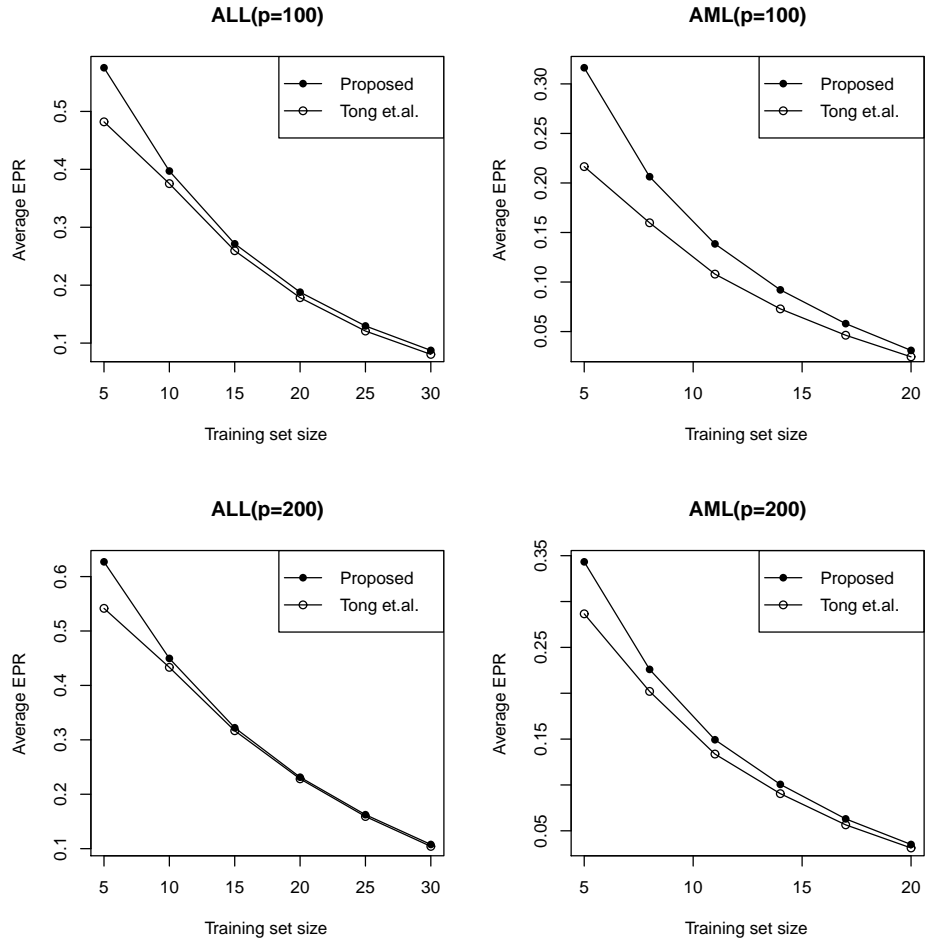 ALL(p=100)
Average EPR
0.5
0.4
0.3
0.2
0.1
Proposed
Tong et.al.
5 10 15 20 25 30
Training set size
AML(p=100)
Average EPR
0.30
0.25
0.20
0.15
0.10
0.05
Proposed
Tong et.al.
5 10 15 20
Training set size
ALL(p=200)
Average EPR
0.6
0.5
0.4
0.3
0.2
0.1
Proposed
Tong et.al.
5 10 15 20 25 30
Training set size
AML(p=200)
Average EPR
0.35
0.25
0.15
0.05
Proposed
Tong et.al.
5 10 15 20
Training set size